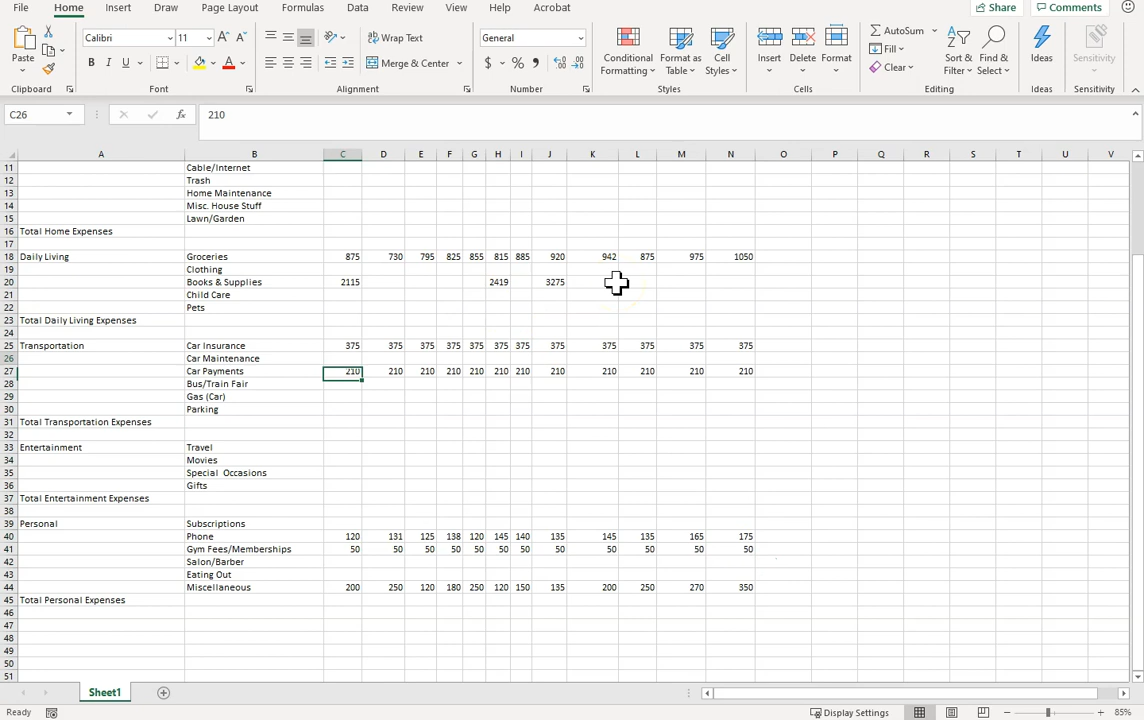 File Home Insert Draw Page Layout Formulas Data Review View Help Acrobat Share Comments
Paste Calibri 11 Wrap Text General Conditional Formatting Format as Table Cell Styles Insert Delete Format AutoSum Fill Clear Sort & Filter Find & Select Ideas Sensitivity
B I U A Merge & Center $ % ,
Clipboard Font Alignment Number Styles Cells Editing Ideas Sensitivity
C26 fx 210
A B C D E F G H I J K L M N O P Q R S T U V
11 Cable/Internet
12 Trash
13 Home Maintenance
14 Misc. House Stuff
15 Lawn/Garden
16 Total Home Expenses
17
18 Daily Living Groceries 875 730 795 825 855 815 885 920 942 875 975 1050
19 Clothing
20 Books & Supplies 2115 2419 3275
21 Child Care
22 Pets
23 Total Daily Living Expenses
24
25 Transportation Car Insurance 375 375 375 375 375 375 375 375 375 375 375 375
26 Car Maintenance
27 Car Payments 210 210 210 210 210 210 210 210 210 210 210 210
28 Bus/Train Fair
29 Gas (Car)
30 Parking
31 Total Transportation Expenses
32
33 Entertainment Travel
34 Movies
35 Special Occasions
36 Gifts
37 Total Entertainment Expenses
38
39 Personal Subscriptions
40 Phone 120 131 125 138 120 145 140 135 145 135 165 175
41 Gym Fees/Memberships 50 50 50 50 50 50 50 50 50 50 50 50
42 Salon/Barber
43 Eating Out
44 Miscellaneous 200 250 120 180 250 120 150 135 200 250 270 350
45 Total Personal Expenses
46
47
48
49
50
51
Sheet1
Ready Display Settings 85%